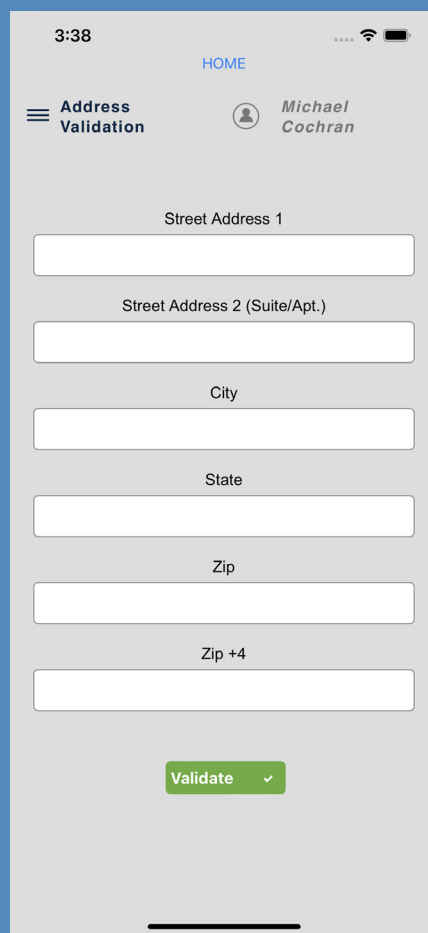 3:38
HOME
Address
Validation
Michael
Cochran
Street Address 1
Street Address 2 (Suite/Apt.)
City
State
Zip
Zip +4
Validate